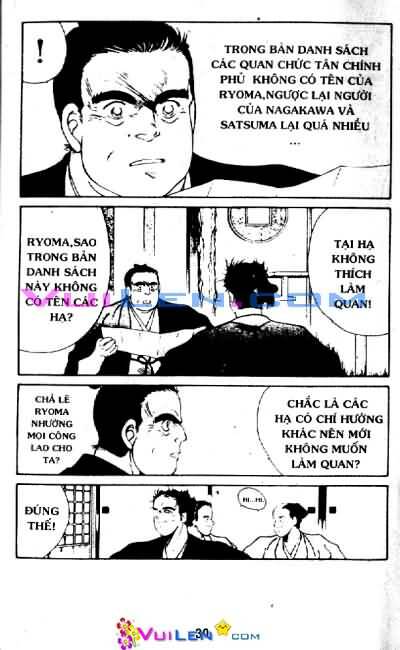 !
TRONG BẢN DANH SÁCH
CÁC QUAN CHỨC TÂN CHÍNH
PHỦ KHÔNG CÓ TÊN CỦA
RYOMA,NGƯỢC LẠI NGƯỜI
CỦA NAGAKAWA VÀ
SATSUMA LẠI QUÁ NHIỀU
...
RYOMA,SAO
TRONG BẢN
DANH SÁCH
NÀY KHÔNG
CÓ TÊN CÁC
HẠ?
TẠI HẠ
KHÔNG
THÍCH
LÀM
QUAN!
VUILEN.COM
CHẢ LẼ
RYOMA
NHƯỜNG
MỌI CÔNG
LAO CHO
TA?
CHẮC LÀ CÁC
HẠ CÓ CHÍ HƯỚNG
KHÁC NÊN MỚI
KHÔNG MUỐN
LÀM QUAN?
ĐÚNG
THẾ!
HI...HI..
30
VUILEN.COM